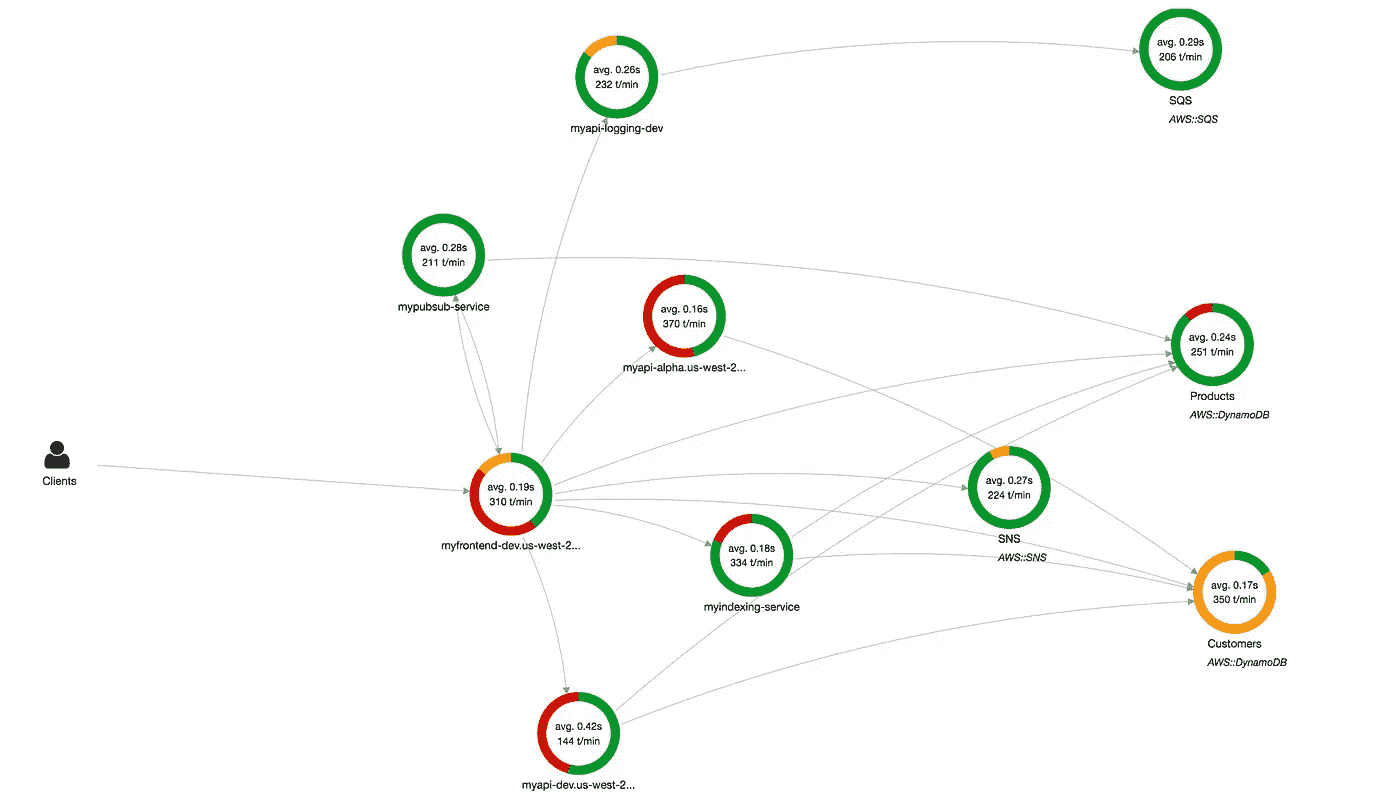 avg. 0.29s
206 t/min
SQS
AWS::SQS
avg. 0.26s
232 t/min
myapi-logging-dev
avg. 0.28s
211 t/min
mypubsub-service
avg. 0.16s
370 t/min
myapi-alpha.us-west-2...
avg. 0.24s
251 t/min
Products
AWS::DynamoDB
Clients
avg. 0.19s
310 t/min
myfrontend-dev.us-west-2...
avg. 0.27s
224 t/min
SNS
AWS::SNS
avg. 0.18s
334 t/min
myindexing-service
avg. 0.17s
350 t/min
Customers
AWS::DynamoDB
avg. 0.42s
144 t/min
myapi-dev.us-west-2...